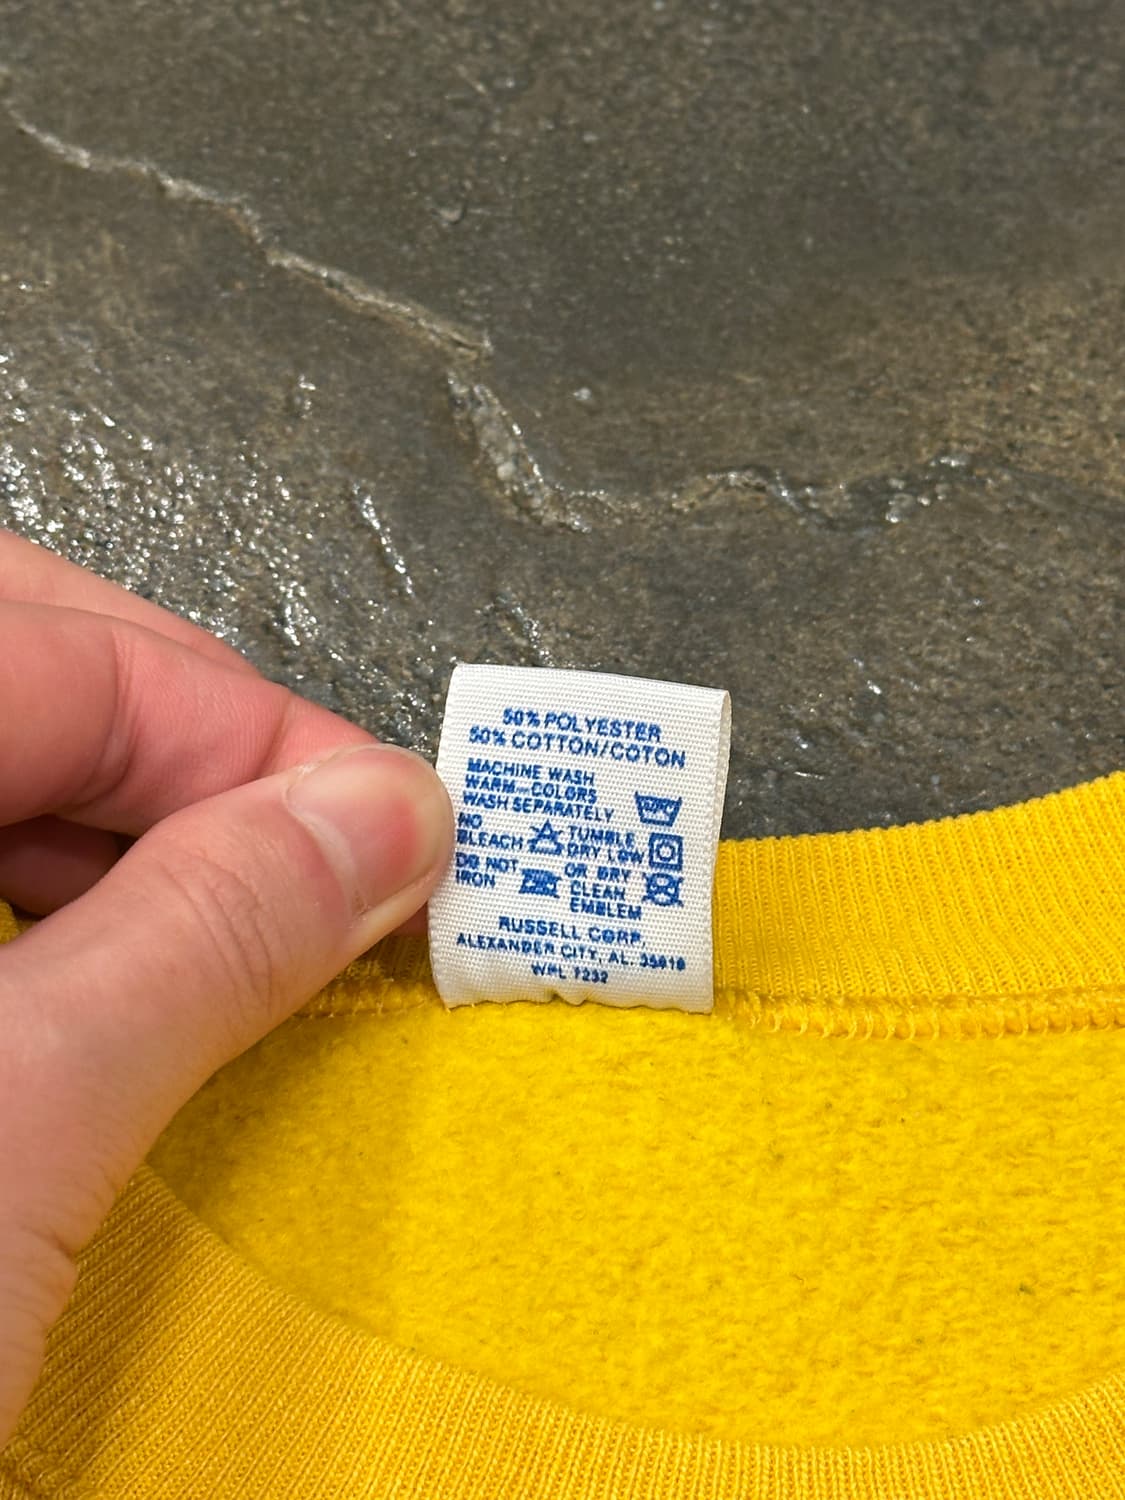 50% POLYESTER
50% COTTON/COTON
MACHINE WASH
WARM—COLORS
WASH SEPARATELY
NO
BLEACH
TUMBLE
DRY LOW
DO NOT
IRON
OR DRY
CLEAN
EMBLEM
RUSSELL CORP.
ALEXANDER CITY, AL. 35010
WPL 7232